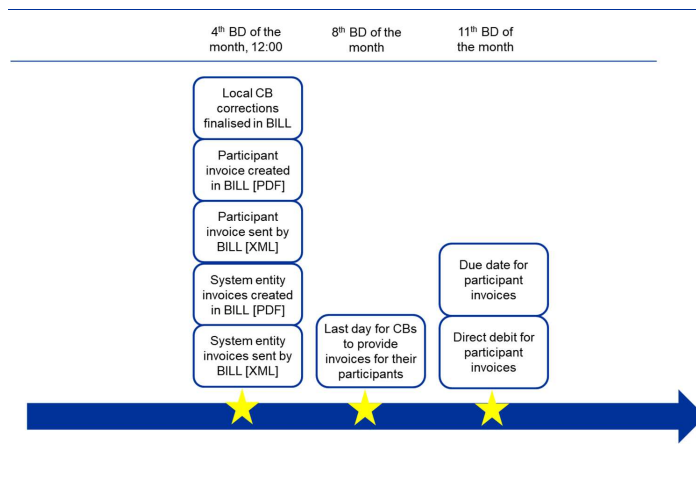 4th BD of the
month, 12:00
8th BD of the
month
11th BD of
the month
Local CB
corrections
finalised in BILL
Participant
invoice created
in BILL [PDF]
Participant
invoice sent by
BILL [XML]
System entity
invoices created
in BILL [PDF]
System entity
invoices sent by
BILL [XML]
Last day for CBs
to provide
invoices for their
participants
Due date for
participant
invoices
Direct debit for
participant
invoices